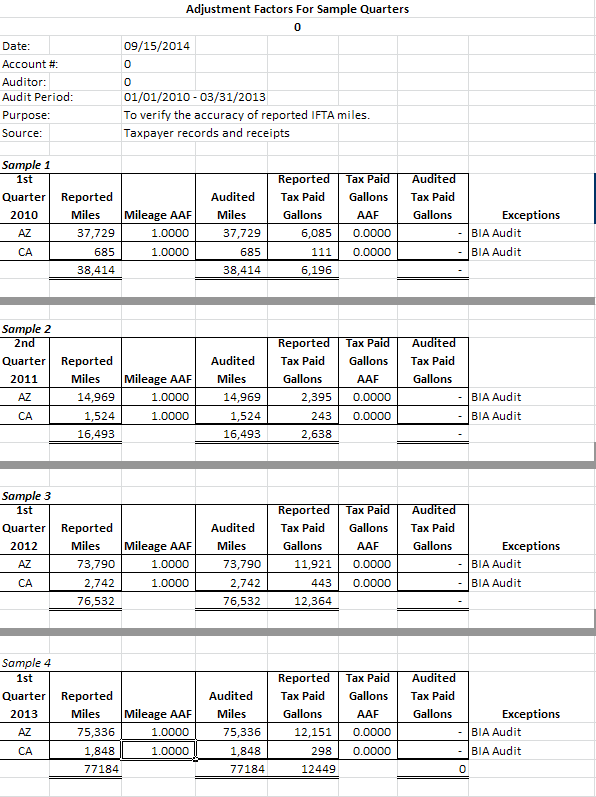 Adjustment Factors For Sample Quarters
0
Date: 09/15/2014
Account #: 0
Auditor: 0
Audit Period: 01/01/2010 - 03/31/2013
Purpose: To verify the accuracy of reported IFTA miles.
Source: Taxpayer records and receipts
Sample 1
1st Reported Tax Paid Audited
Quarter Reported Audited Tax Paid Gallons Tax Paid
2010 Miles Mileage AAF Miles Gallons AAF Gallons Exceptions
AZ 37,729 1.0000 37,729 6,085 0.0000 - BIA Audit
CA 685 1.0000 685 111 0.0000 - BIA Audit
38,414 38,414 6,196 -
Sample 2
2nd Reported Tax Paid Audited
Quarter Reported Audited Tax Paid Gallons Tax Paid
2011 Miles Mileage AAF Miles Gallons AAF Gallons
AZ 14,969 1.0000 14,969 2,395 0.0000 - BIA Audit
CA 1,524 1.0000 1,524 243 0.0000 - BIA Audit
16,493 16,493 2,638 -
Sample 3
1st Reported Tax Paid Audited
Quarter Reported Audited Tax Paid Gallons Tax Paid
2012 Miles Mileage AAF Miles Gallons AAF Gallons Exceptions
AZ 73,790 1.0000 73,790 11,921 0.0000 - BIA Audit
CA 2,742 1.0000 2,742 443 0.0000 - BIA Audit
76,532 76,532 12,364 -
Sample 4
1st Reported Tax Paid Audited
Quarter Reported Audited Tax Paid Gallons Tax Paid
2013 Miles Mileage AAF Miles Gallons AAF Gallons Exceptions
AZ 75,336 1.0000 75,336 12,151 0.0000 - BIA Audit
CA 1,848 1.0000 1,848 298 0.0000 - BIA Audit
77184 77184 12449 0